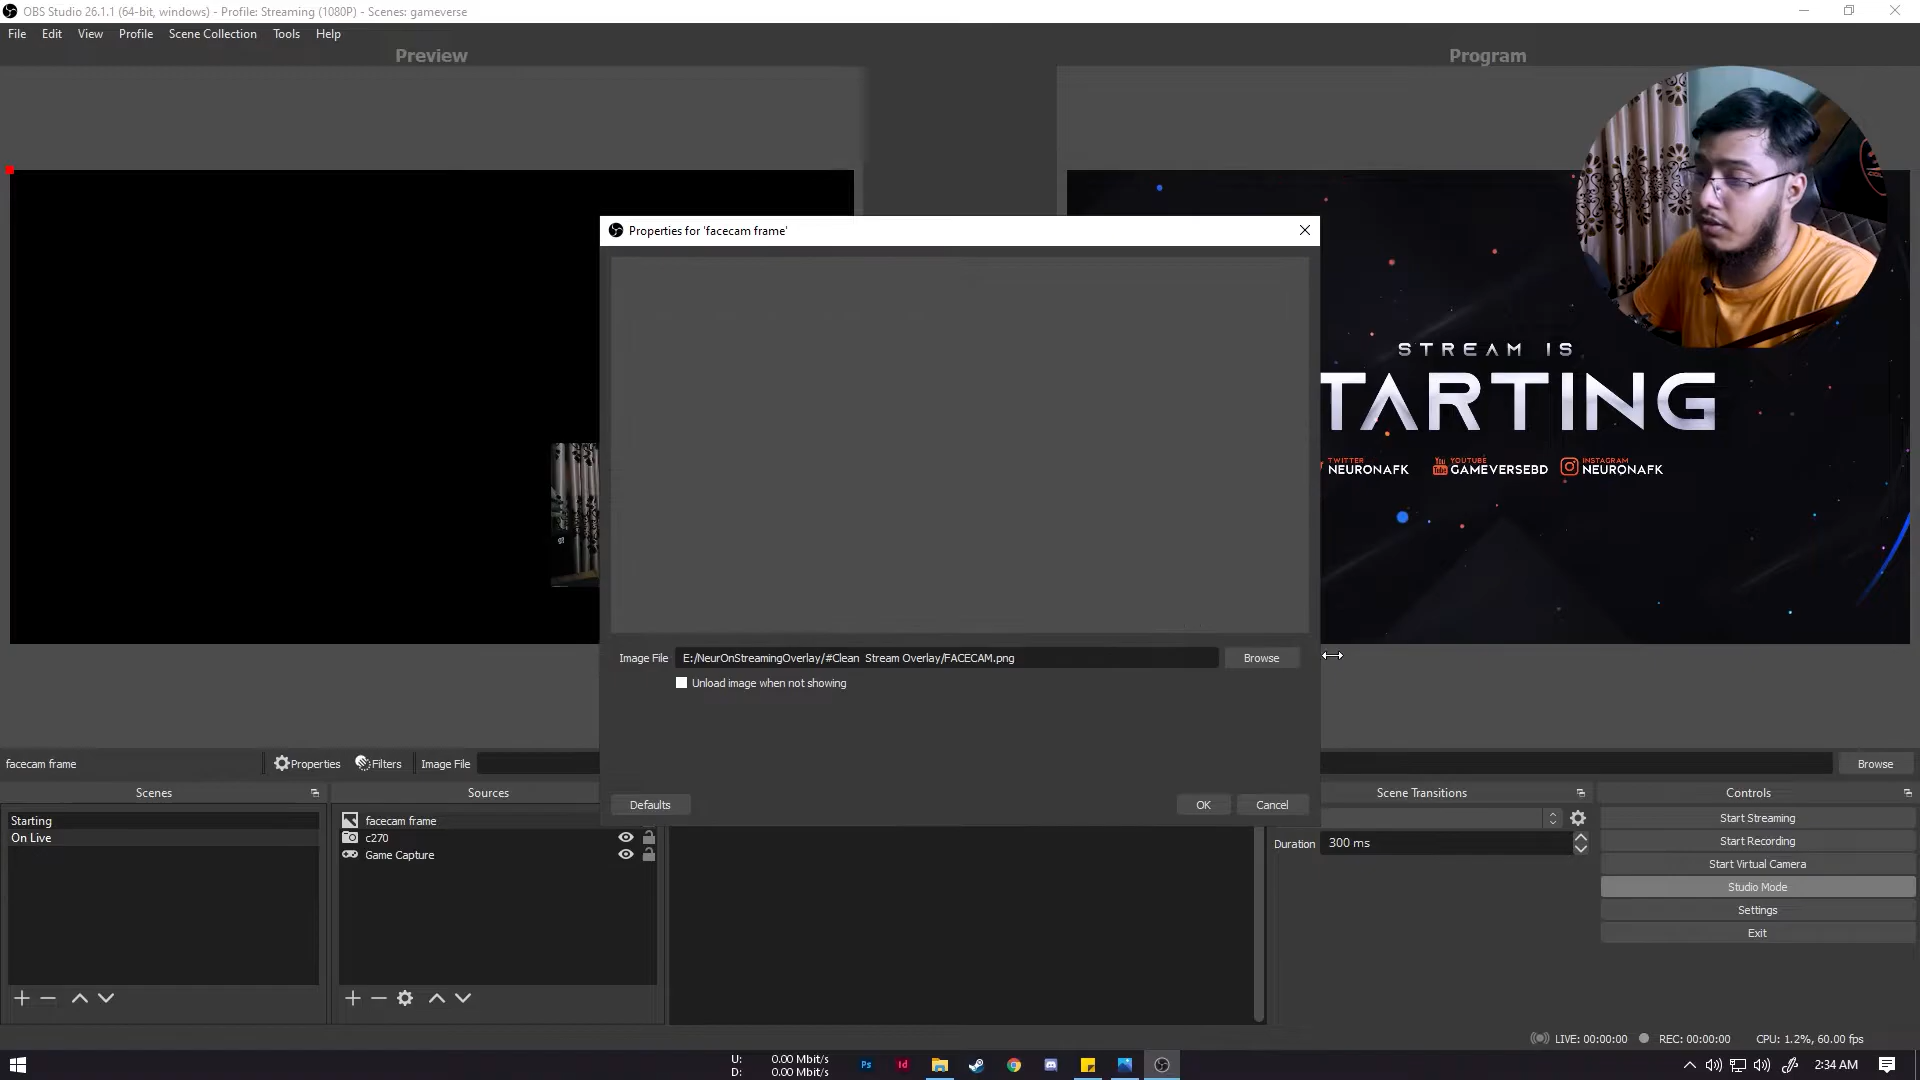 OBS Studio 26.1.1 (64-bit, windows) - Profile: Streaming (1080P) - Scenes: gameverse
File Edit View Profile Scene Collection Tools Help
Preview
Program
Properties for 'facecam frame'
STREAM IS
TARTING
TWITTER
NEURONAFK
YOUTUBE
GAMEVERSEBD
INSTAGRAM
NEURONAFK
Image File E:/NeurOnStreamingOverlay/#Clean  Stream Overlay/FACECAM.png Browse
Unload image when not showing
Defaults OK Cancel
facecam frame Properties Filters Image File Browse
Scenes Sources Scene Transitions Controls
Starting
On Live
facecam frame
c270
Game Capture
Duration 300 ms
Start Streaming
Start Recording
Start Virtual Camera
Studio Mode
Settings
Exit
LIVE: 00:00:00 REC: 00:00:00 CPU: 1.2%, 60.00 fps
U: 0.00 Mbit/s
D: 0.00 Mbit/s
Ps Id
2:34 AM